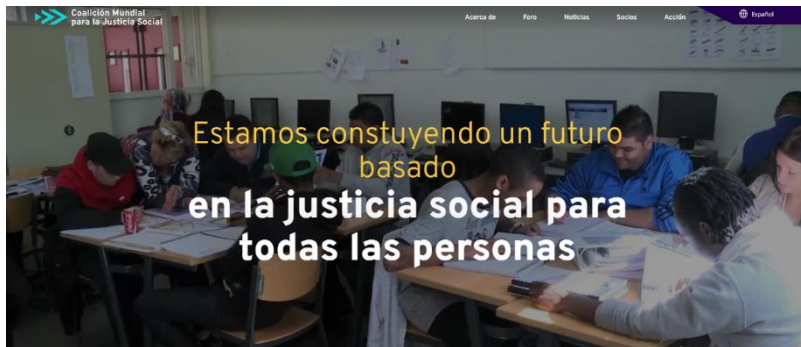 Coalición Mundial
para la Justicia Social
Acerca de Foro Noticias Socios Acción Español
Estamos constuyendo un futuro
basado
en la justicia social para
todas las personas